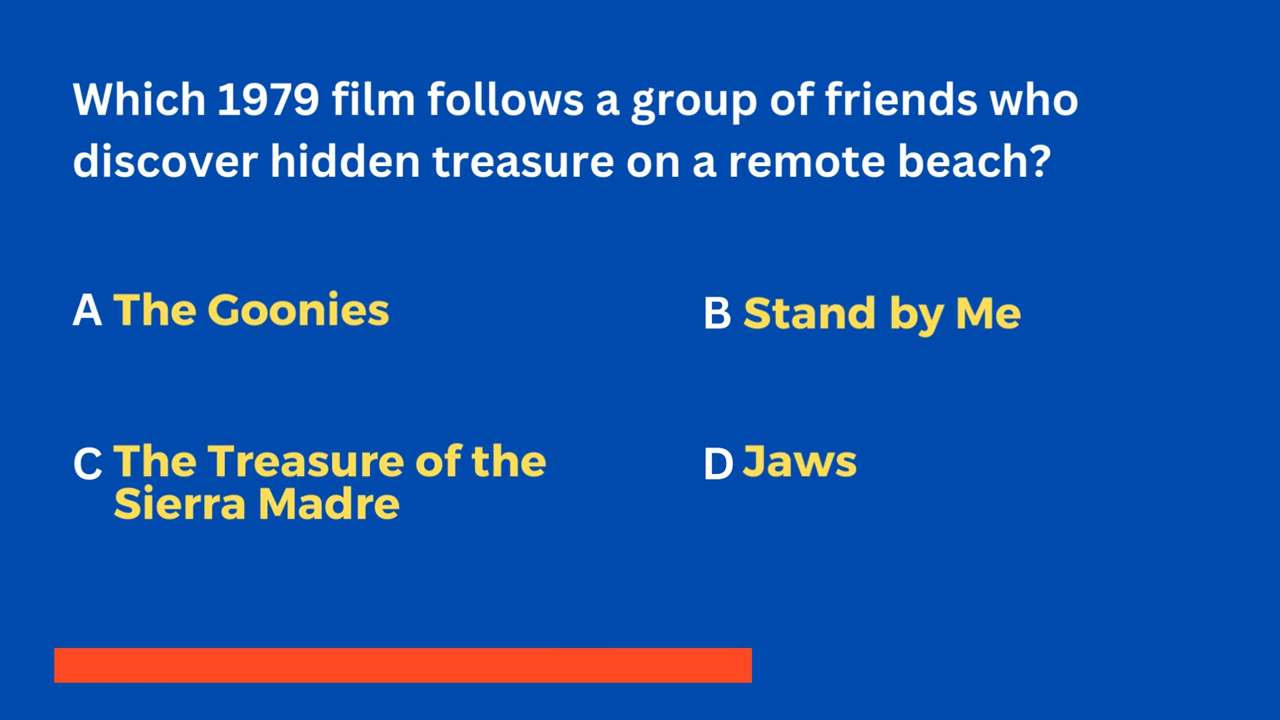 Which 1979 film follows a group of friends who
discover hidden treasure on a remote beach?
A The Goonies
B Stand by Me
C The Treasure of the
Sierra Madre
D Jaws